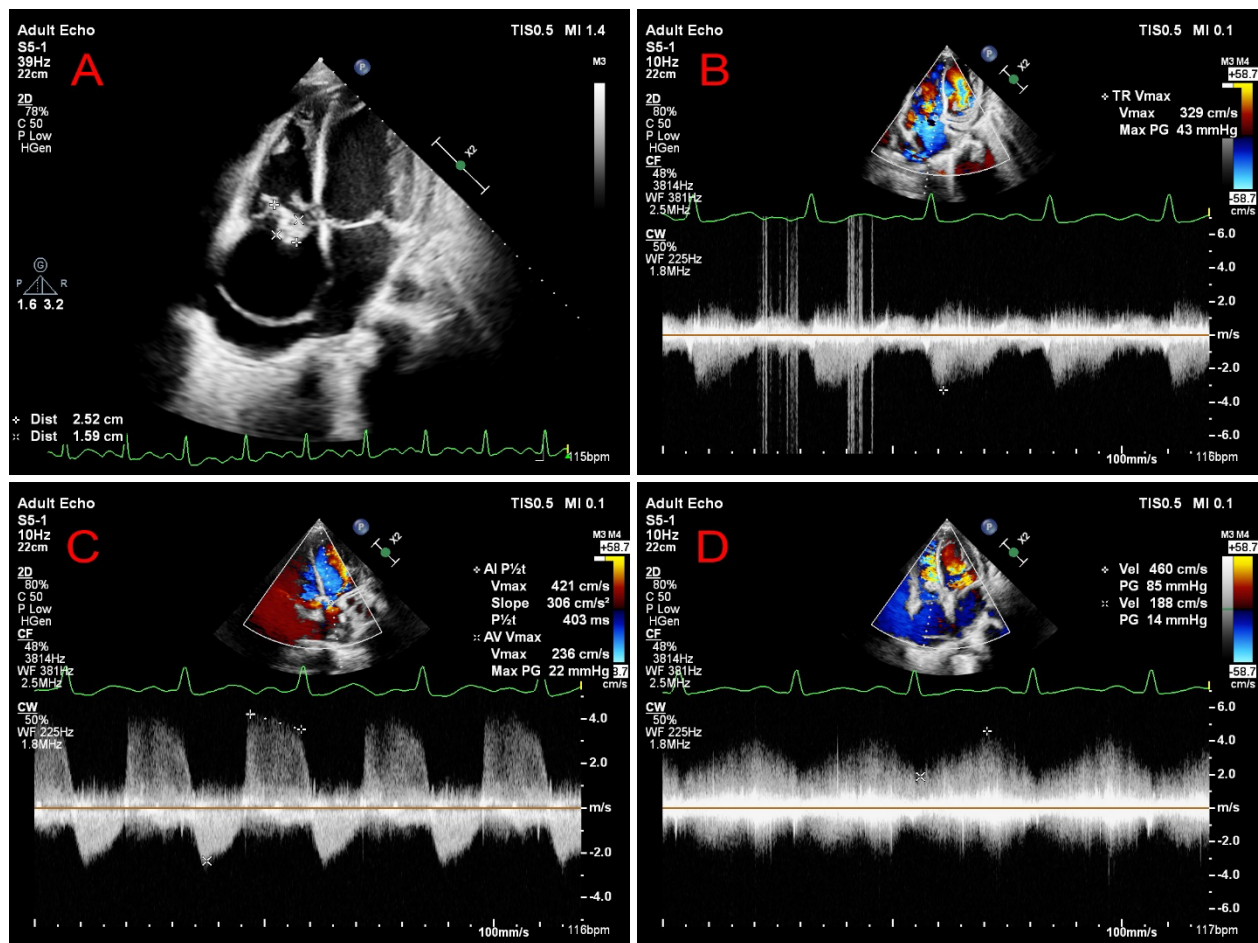 Adult Echo
TIS0.5 MI 1.4
S5-1
39Hz
22cm
A
P
M3
2D
78%
C 50
P Low
HGen
X2
G
P R
1.6 3.2
Dist 2.52 cm
Dist 1.59 cm
115bpm
Adult Echo
TIS0.5 MI 0.1
S5-1
10Hz
22cm
B
P
M3 M4
+58.7
X2
2D
80%
C 50
P Low
HGen
TR Vmax
Vmax 329 cm/s
Max PG 43 mmHg
CF
48%
3814Hz
WF 381Hz
2.5MHz
-58.7
cm/s
CW
50%
WF 225Hz
1.8MHz
6.0
4.0
2.0
m/s
-2.0
-4.0
-6.0
100mm/s
116bpm
Adult Echo
TIS0.5 MI 0.1
S5-1
10Hz
22cm
C
P
M3 M4
+58.7
X2
2D
80%
C 50
P Low
HGen
AI P½t
Vmax 421 cm/s
Slope 306 cm/s²
P½t 403 ms
AV Vmax
Vmax 236 cm/s
Max PG 22 mmHg
CF
48%
3814Hz
WF 381Hz
2.5MHz
3.7
cm/s
CW
50%
WF 225Hz
1.8MHz
4.0
2.0
m/s
-2.0
-4.0
100mm/s
116bpm
Adult Echo
TIS0.5 MI 0.1
S5-1
10Hz
22cm
D
P
M3 M4
+58.7
X2
2D
80%
C 50
P Low
HGen
Vel 460 cm/s
PG 85 mmHg
Vel 188 cm/s
PG 14 mmHg
CF
48%
3814Hz
WF 381Hz
2.5MHz
-58.7
cm/s
CW
50%
WF 225Hz
1.8MHz
6.0
4.0
2.0
m/s
-2.0
-4.0
-6.0
100mm/s
117bpm